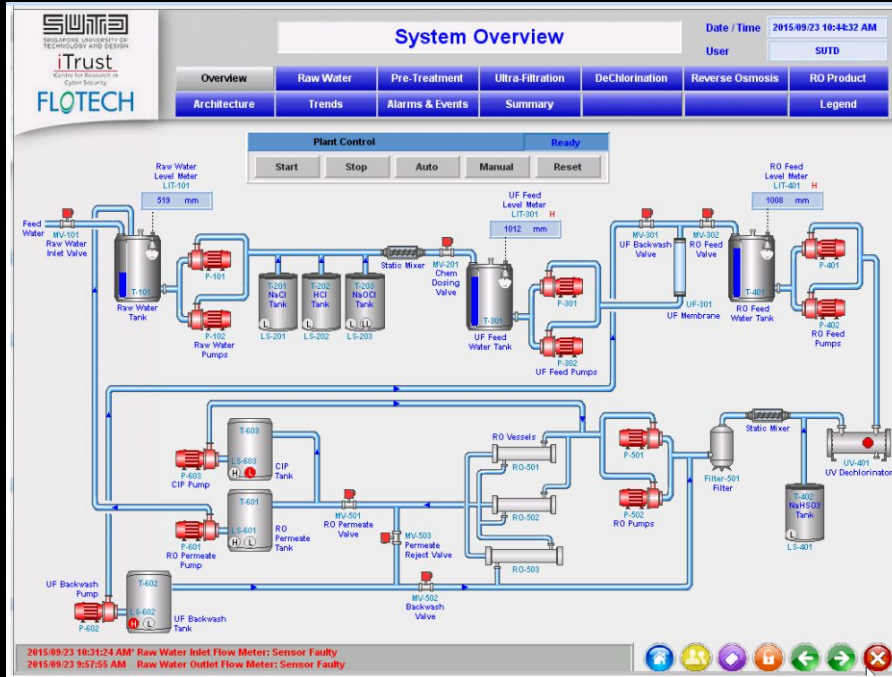 SUTD
SINGAPORE UNIVERSITY OF
TECHNOLOGY AND DESIGN
iTrust
Centre for Research in
Cyber Security
FLOTECH
System Overview
Date / Time 2015/09/23 10:44:32 AM
User SUTD
Overview Raw Water Pre-Treatment Ultra-Filtration DeChlorination Reverse Osmosis RO Product
Architecture Trends Alarms & Events Summary Legend
Plant Control Ready
Start Stop Auto Manual Reset
Raw Water
Level Meter
LIT-101
519 mm
UF Feed
Level Meter
LIT-301 H
1012 mm
RO Feed
Level Meter
LIT-401 H
1008 mm
Feed
Water
MV-101
Raw Water
Inlet Valve
T-101
Raw Water
Tank
P-101
P-102
Raw Water
Pumps
T-201
NaCl
Tank
L
LS-201
T-202
HCl
Tank
L
LS-202
T-203
NaOCl
Tank
L LL
LS-203
Static Mixer
MV-201
Chem
Dosing
Valve
T-301
UF Feed
Water Tank
P-301
P-302
UF Feed Pumps
MV-301
UF Backwash
Valve
MV-302
RO Feed
Valve
UF-301
UF Membrane
T-401
RO Feed
Water Tank
P-401
P-402
RO Feed
Pumps
T-603
LS-603
H L
CIP
Tank
P-603
CIP Pump
T-601
LS-601
H L
RO
Permeate
Tank
P-601
RO Permeate
Pump
MV-501
RO Permeate
Valve
MV-503
Permeate
Reject Valve
MV-502
Backwash
Valve
RO Vessels
RO-501
RO-502
RO-503
P-501
P-502
RO Pumps
Filter-501
Filter
Static Mixer
UV-401
UV Dechlorinator
T-402
NaHSO3
Tank
L
LS-401
UF Backwash
Pump
P-602
T-602
LS-602
H L
UF Backwash
Tank
2015/09/23 10:31:24 AM* Raw Water Inlet Flow Meter: Sensor Faulty
2015/09/23 9:57:55 AM Raw Water Outlet Flow Meter: Sensor Faulty